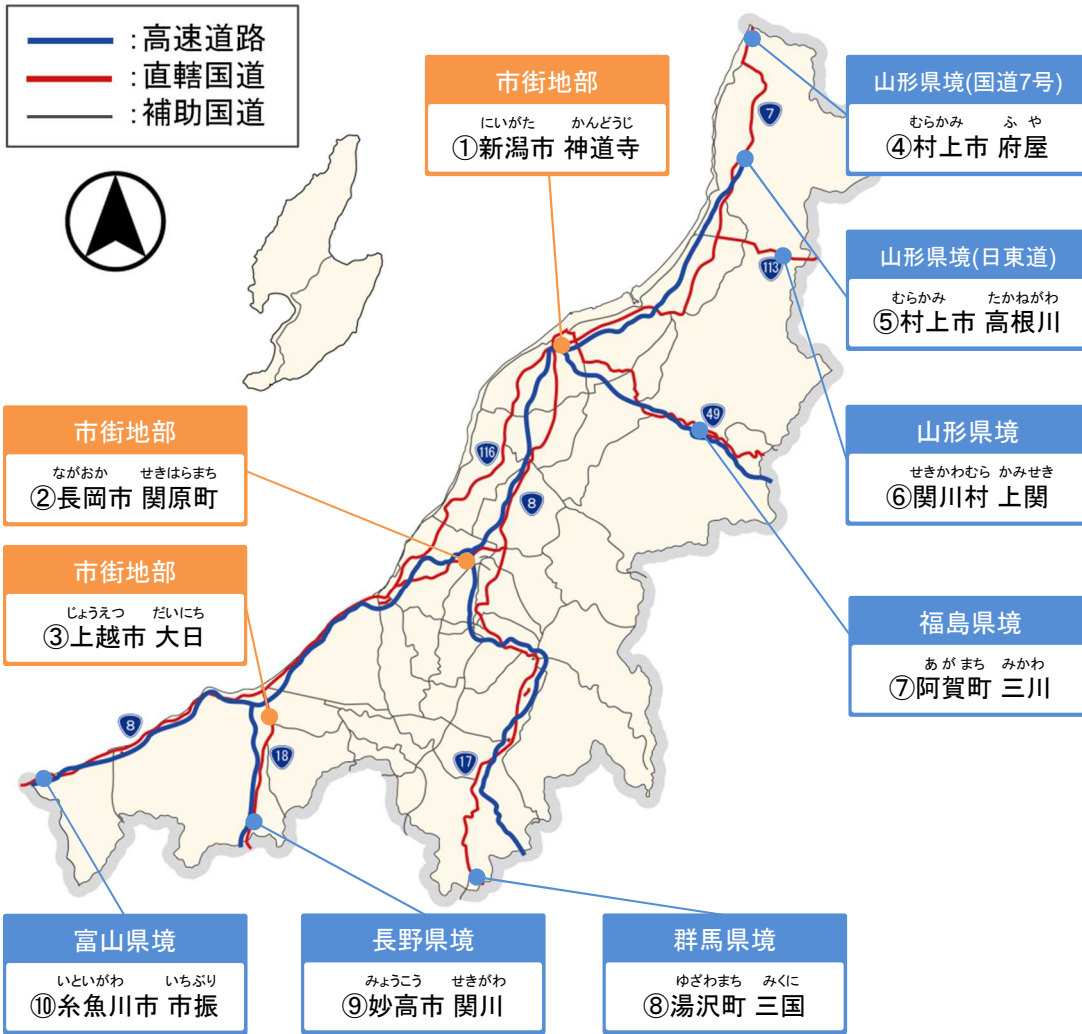 ：高速道路
：直轄国道
：補助国道
市街地部
にいがた かんどうじ
①新潟市 神道寺
山形県境(国道7号)
むらかみ ふや
④村上市 府屋
7
山形県境(日東道)
むらかみ たかねがわ
⑤村上市 高根川
113
市街地部
ながおか せきはらまち
②長岡市 関原町
116
8
49
山形県境
せきかわむら かみせき
⑥関川村 上関
市街地部
じょうえつ だいにち
③上越市 大日
福島県境
あがまち みかわ
⑦阿賀町 三川
8
18
17
富山県境
いといがわ いちぶり
⑩糸魚川市 市振
長野県境
みょうこう せきがわ
⑨妙高市 関川
群馬県境
ゆざわまち みくに
⑧湯沢町 三国